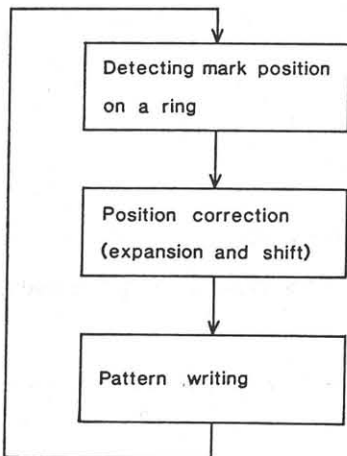 Detecting mark position
on a ring
Position correction
(expansion and shift)
Pattern writing